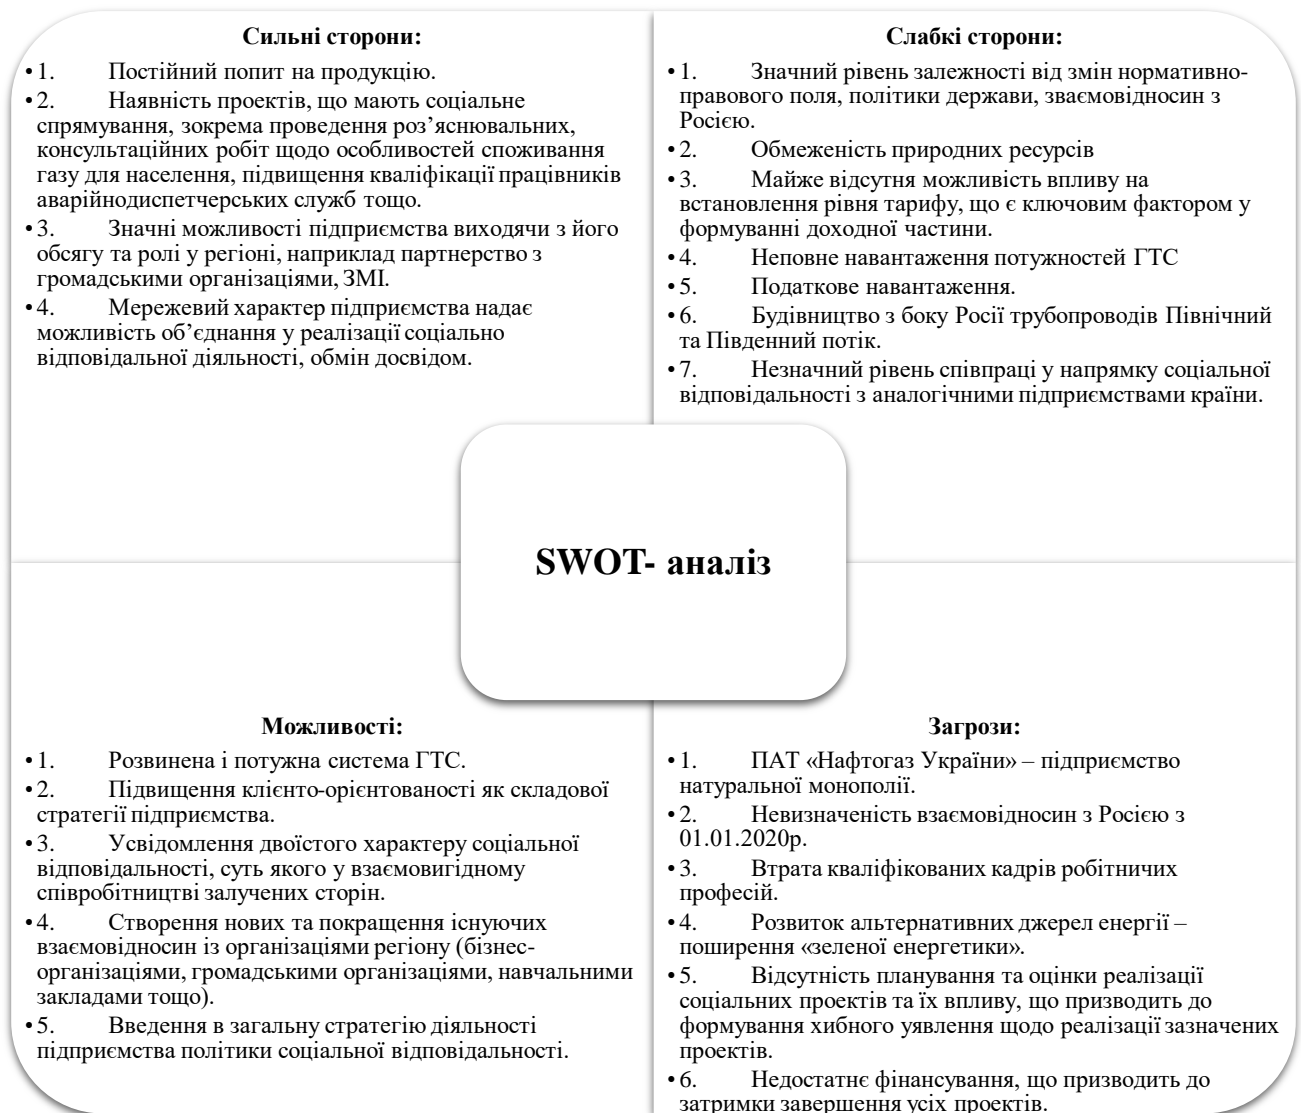 Сильні сторони:
•1. Постійний попит на продукцію.
•2. Наявність проектів, що мають соціальне
спрямування, зокрема проведення роз’яснювальних,
консультаційних робіт щодо особливостей споживання
газу для населення, підвищення кваліфікації працівників
аварійнодиспетчерських служб тощо.
•3. Значні можливості підприємства виходячи з його
обсягу та ролі у регіоні, наприклад партнерство з
громадськими організаціями, ЗМІ.
•4. Мережевий характер підприємства надає
можливість об’єднання у реалізації соціально
відповідальної діяльності, обмін досвідом.
Слабкі сторони:
•1. Значний рівень залежності від змін нормативно-
правового поля, політики держави, зваємовідносин з
Росією.
•2. Обмеженість природних ресурсів
•3. Майже відсутня можливість впливу на
встановлення рівня тарифу, що є ключовим фактором у
формуванні доходної частини.
•4. Неповне навантаження потужностей ГТС
•5. Податкове навантаження.
•6. Будівництво з боку Росії трубопроводів Північний
та Південний потік.
•7. Незначний рівень співпраці у напрямку соціальної
відповідальності з аналогічними підприємствами країни.
SWOT- аналіз
Можливості:
•1. Розвинена і потужна система ГТС.
•2. Підвищення клієнто-орієнтованості як складової
стратегії підприємства.
•3. Усвідомлення двоїстого характеру соціальної
відповідальності, суть якого у взаємовигідному
співробітництві залучених сторін.
•4. Створення нових та покращення існуючих
взаємовідносин із організаціями регіону (бізнес-
організаціями, громадськими організаціями, навчальними
закладами тощо).
•5. Введення в загальну стратегію діяльності
підприємства політики соціальної відповідальності.
Загрози:
•1. ПАТ «Нафтогаз України» – підприємство
натуральної монополії.
•2. Невизначеність взаємовідносин з Росією з
01.01.2020р.
•3. Втрата кваліфікованих кадрів робітничих
професій.
•4. Розвиток альтернативних джерел енергії –
поширення «зеленої енергетики».
•5. Відсутність планування та оцінки реалізації
соціальних проектів та їх впливу, що призводить до
формування хибного уявлення щодо реалізації зазначених
проектів.
•6. Недостатнє фінансування, що призводить до
затримки завершення усіх проектів.